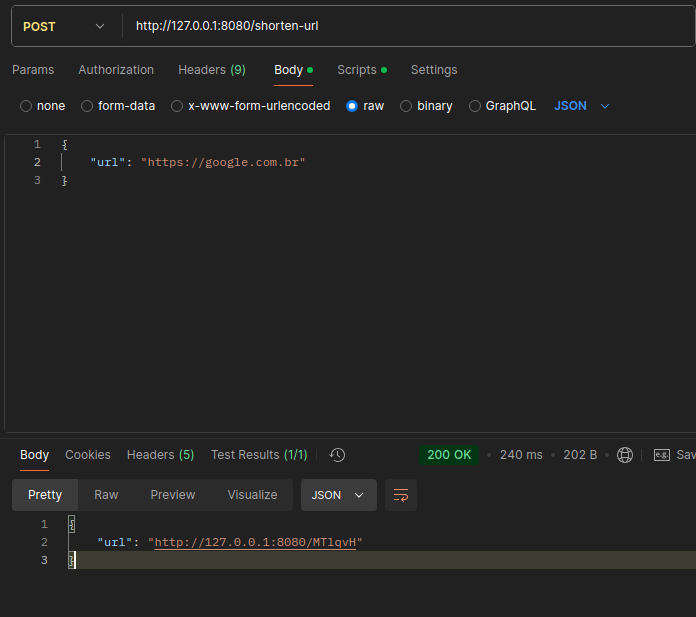 POST http://127.0.0.1:8080/shorten-url
Params Authorization Headers (9) Body Scripts Settings
none form-data x-www-form-urlencoded raw binary GraphQL JSON
1 {
2 "url": "https://google.com.br"
3 }
Body Cookies Headers (5) Test Results (1/1) 200 OK 240 ms 202 B e.g. Sav
Pretty Raw Preview Visualize JSON
1 {
2 "url": "http://127.0.0.1:8080/MTlqvH"
3 }